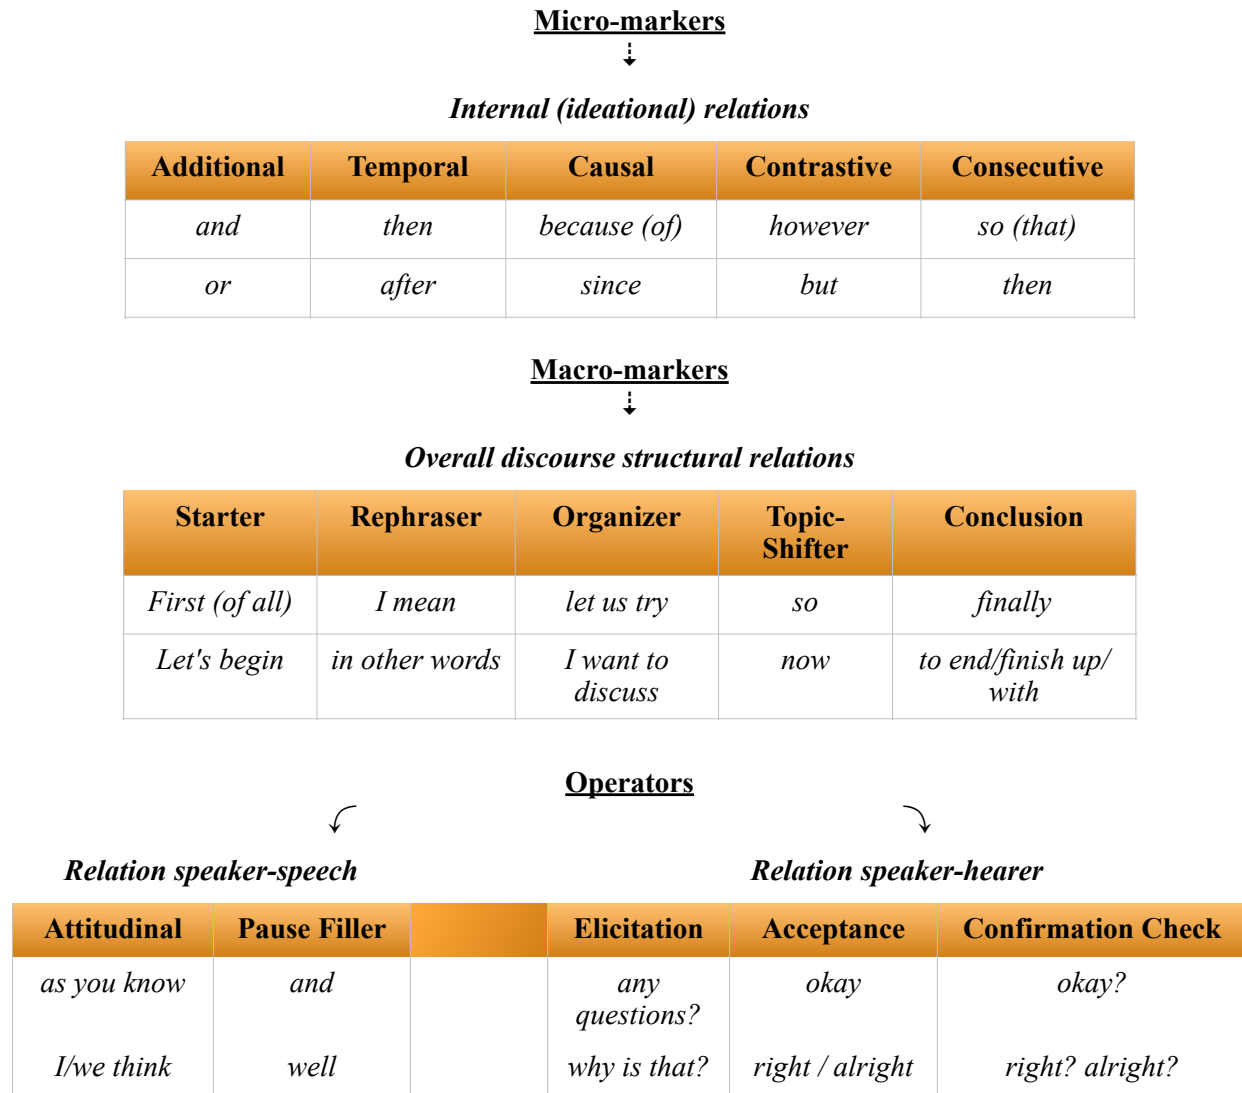 Micro-markers
Internal (ideational) relations
Additional Temporal Causal Contrastive Consecutive
and then because (of) however so (that)
or after since but then
Macro-markers
Overall discourse structural relations
Starter Rephraser Organizer Topic-Shifter Conclusion
First (of all) I mean let us try so finally
Let's begin in other words I want to discuss now to end/finish up/with
Operators
Relation speaker-speech Relation speaker-hearer
Attitudinal Pause Filler Elicitation Acceptance Confirmation Check
as you know and any questions? okay okay?
I/we think well why is that? right / alright right? alright?